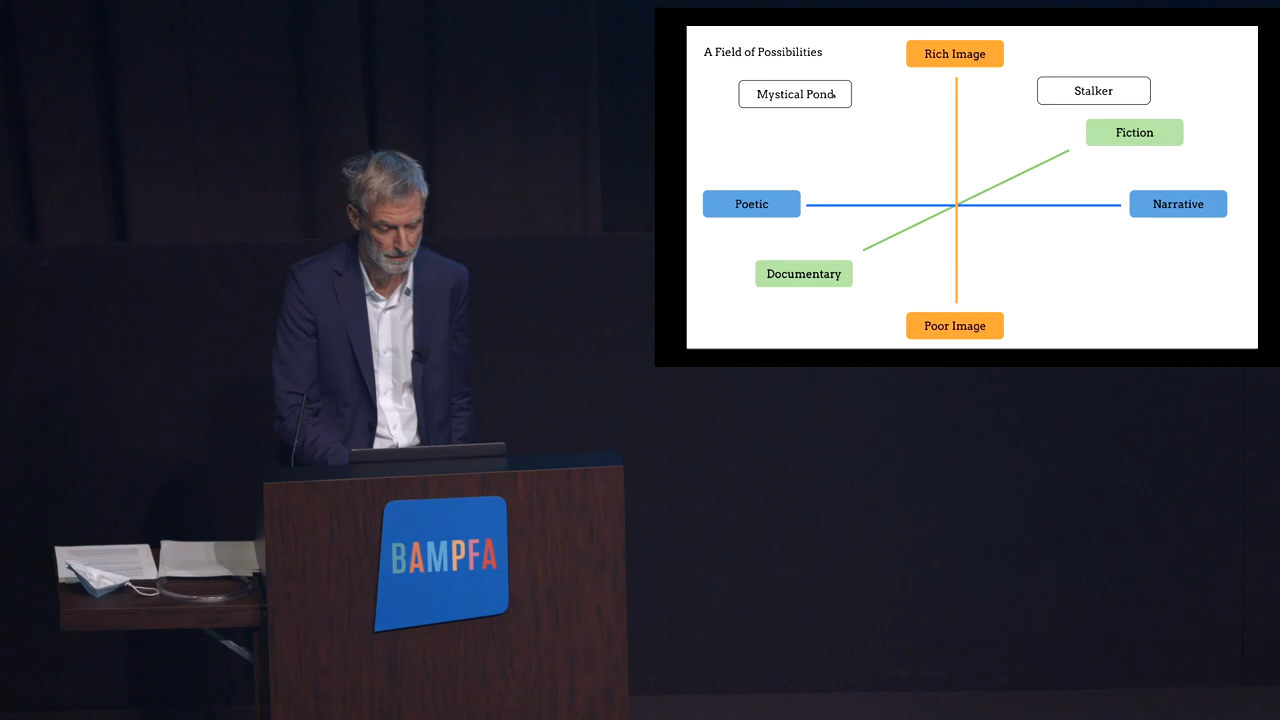 A Field of Possibilities
Rich Image
Mystical Pond
Stalker
Fiction
Poetic
Narrative
Documentary
Poor Image
BAMPFA